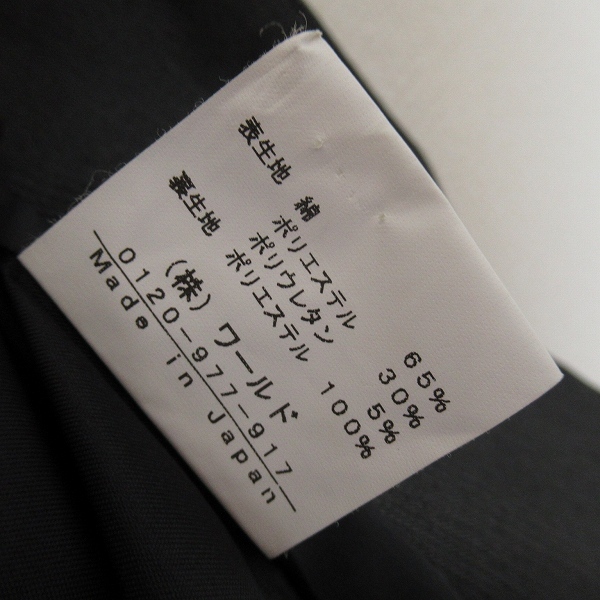 表生地 綿 65%
ポリエステル 30%
ポリウレタン 5%
裏生地 ポリエステル 100%
(株)ワールド
0120-977-917
Made in Japan